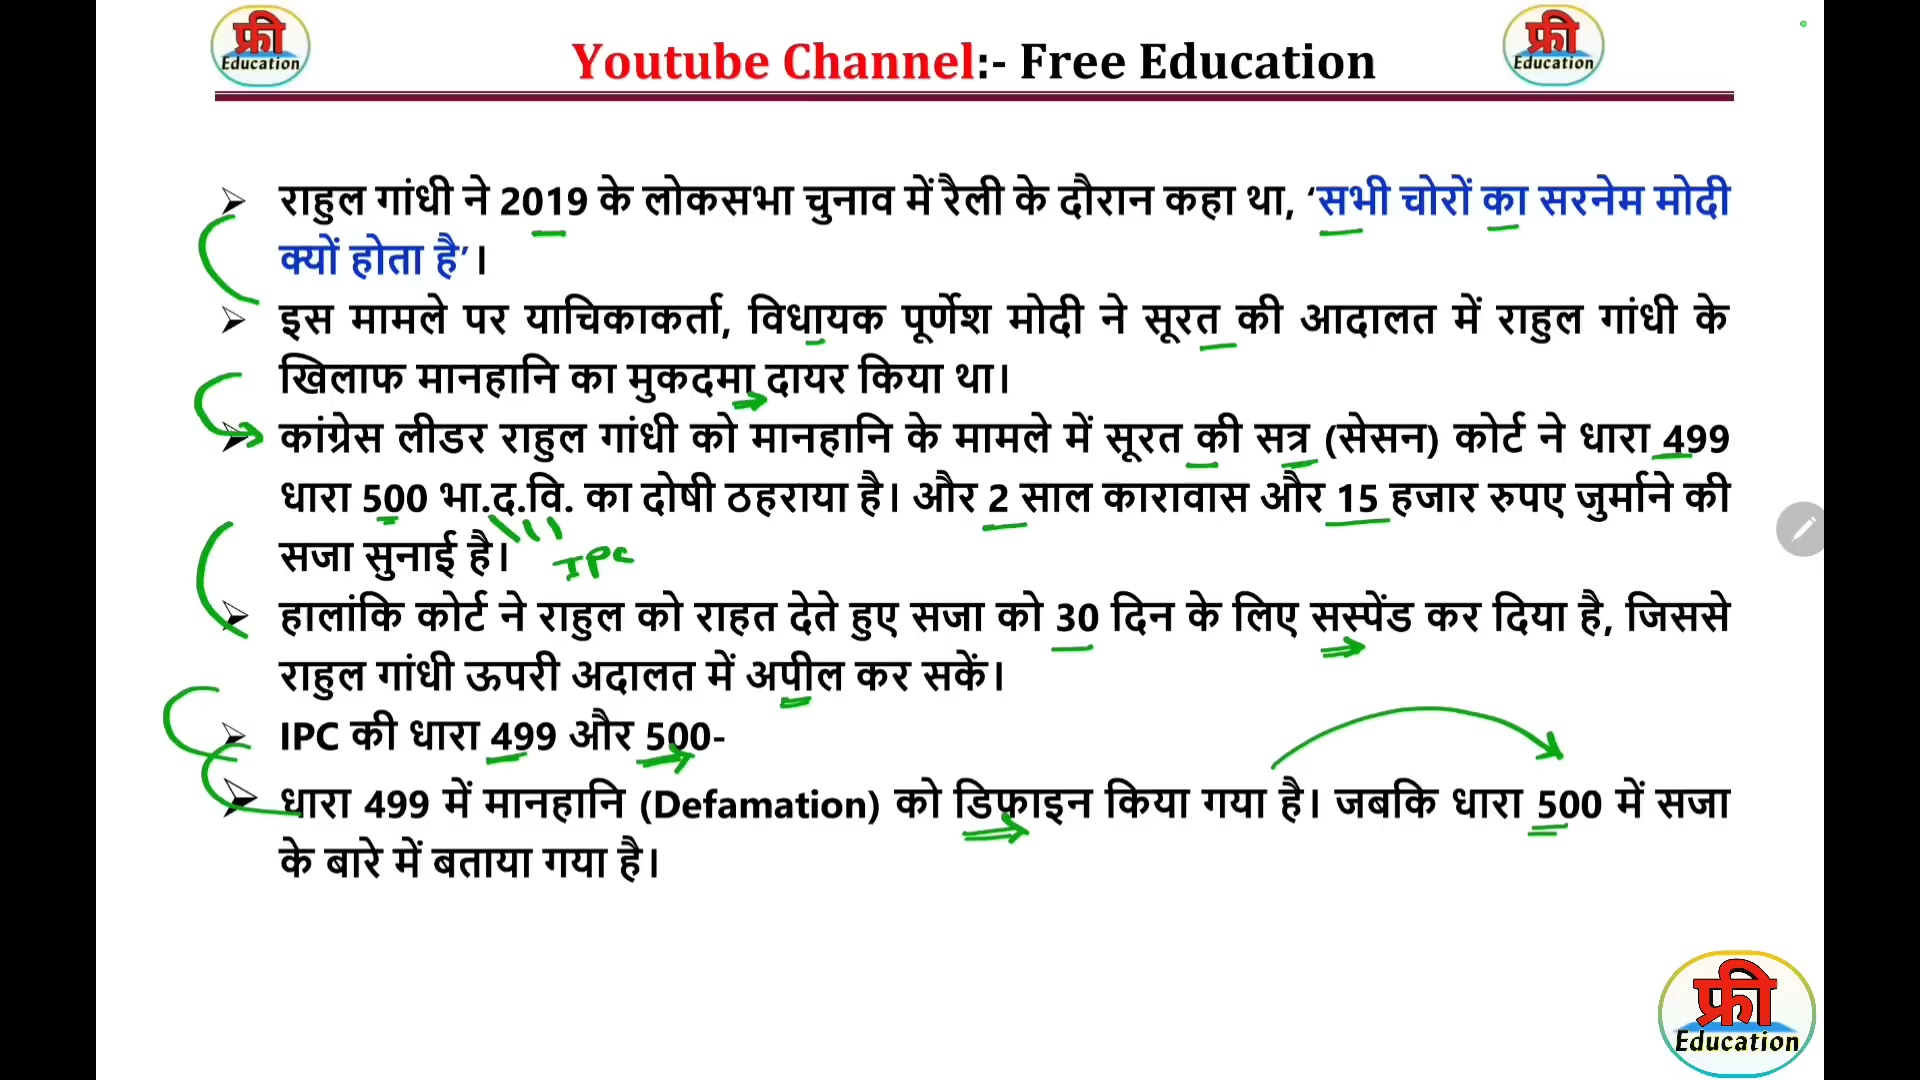 फ्री
Education
Youtube Channel:- Free Education
फ्री
Education
➢ राहुल गांधी ने 2019 के लोकसभा चुनाव में रैली के दौरान कहा था, ‘सभी चोरों का सरनेम मोदी
क्यों होता है’।
➢ इस मामले पर याचिकाकर्ता, विधायक पूर्णेश मोदी ने सूरत की आदालत में राहुल गांधी के
खिलाफ मानहानि का मुकदमा दायर किया था।
➢ कांग्रेस लीडर राहुल गांधी को मानहानि के मामले में सूरत की सत्र (सेसन) कोर्ट ने धारा 499
धारा 500 भा.द.वि. का दोषी ठहराया है। और 2 साल कारावास और 15 हजार रुपए जुर्माने की
सजा सुनाई है।
IPC
➢ हालांकि कोर्ट ने राहुल को राहत देते हुए सजा को 30 दिन के लिए सस्पेंड कर दिया है, जिससे
राहुल गांधी ऊपरी अदालत में अपील कर सकें।
➢ IPC की धारा 499 और 500-
➢ धारा 499 में मानहानि (Defamation) को डिफाइन किया गया है। जबकि धारा 500 में सजा
के बारे में बताया गया है।
फ्री
Education